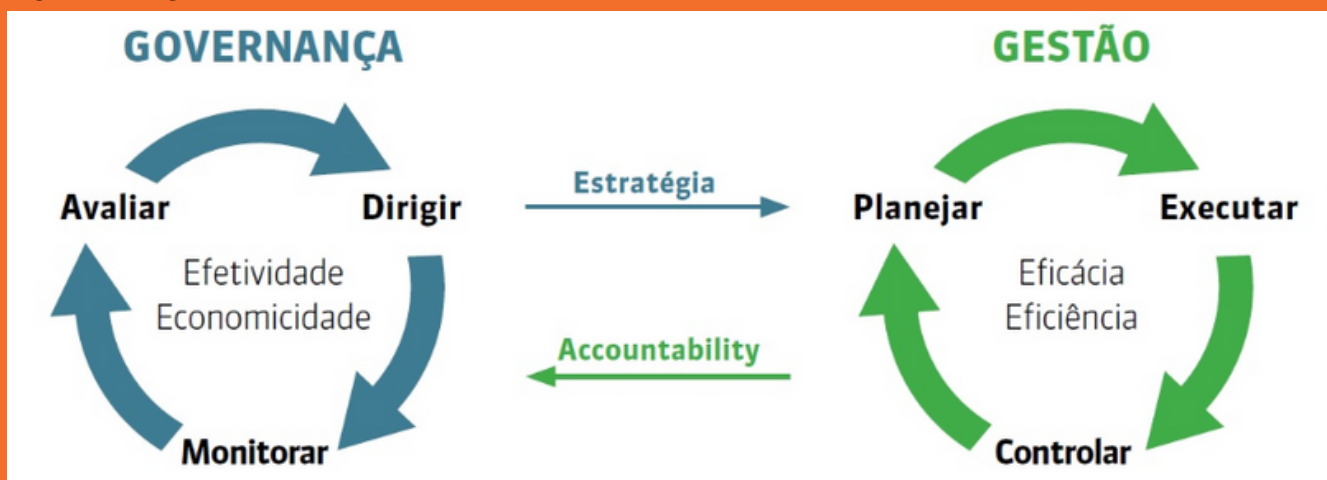 GOVERNANÇA
Avaliar
Dirigir
Efetividade
Economicidade
Monitorar
Estratégia
Accountability
GESTÃO
Planejar
Executar
Eficácia
Eficiência
Controlar